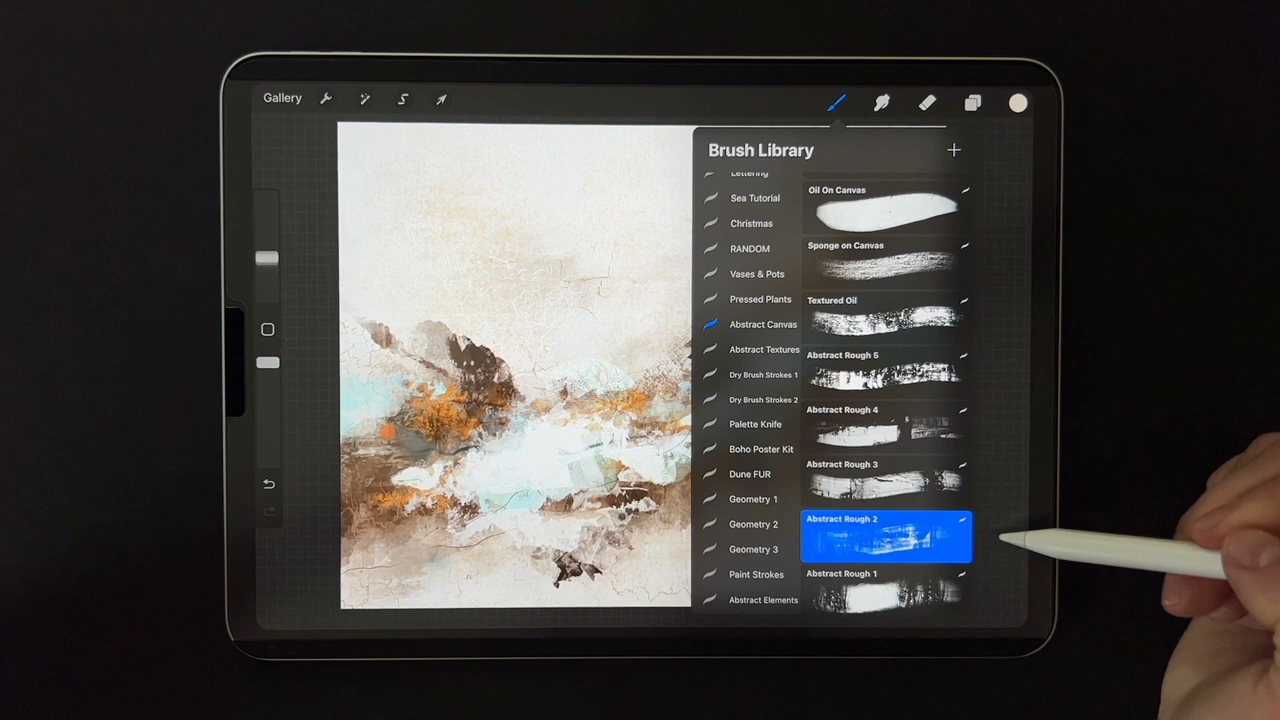 Gallery
Brush Library
Lettering
Sea Tutorial
Christmas
RANDOM
Vases & Pots
Pressed Plants
Abstract Canvas
Abstract Textures
Dry Brush Strokes 1
Dry Brush Strokes 2
Palette Knife
Boho Poster Kit
Dune FUR
Geometry 1
Geometry 2
Geometry 3
Paint Strokes
Abstract Elements
Oil On Canvas
Sponge on Canvas
Textured Oil
Abstract Rough 5
Abstract Rough 4
Abstract Rough 3
Abstract Rough 2
Abstract Rough 1